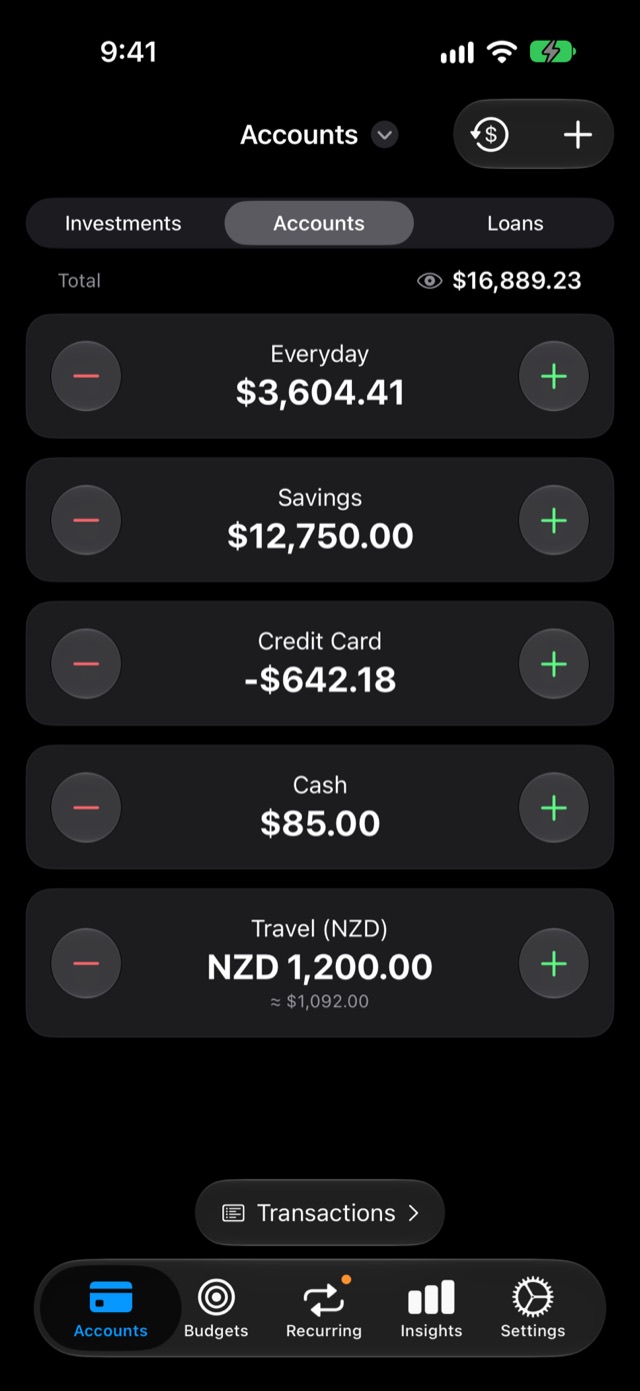 9:41
Accounts
$
Investments Accounts Loans
Total $16,889.23
Everyday
$3,604.41
Savings
$12,750.00
Credit Card
-$642.18
Cash
$85.00
Travel (NZD)
NZD 1,200.00
≈ $1,092.00
Transactions
Accounts Budgets Recurring Insights Settings